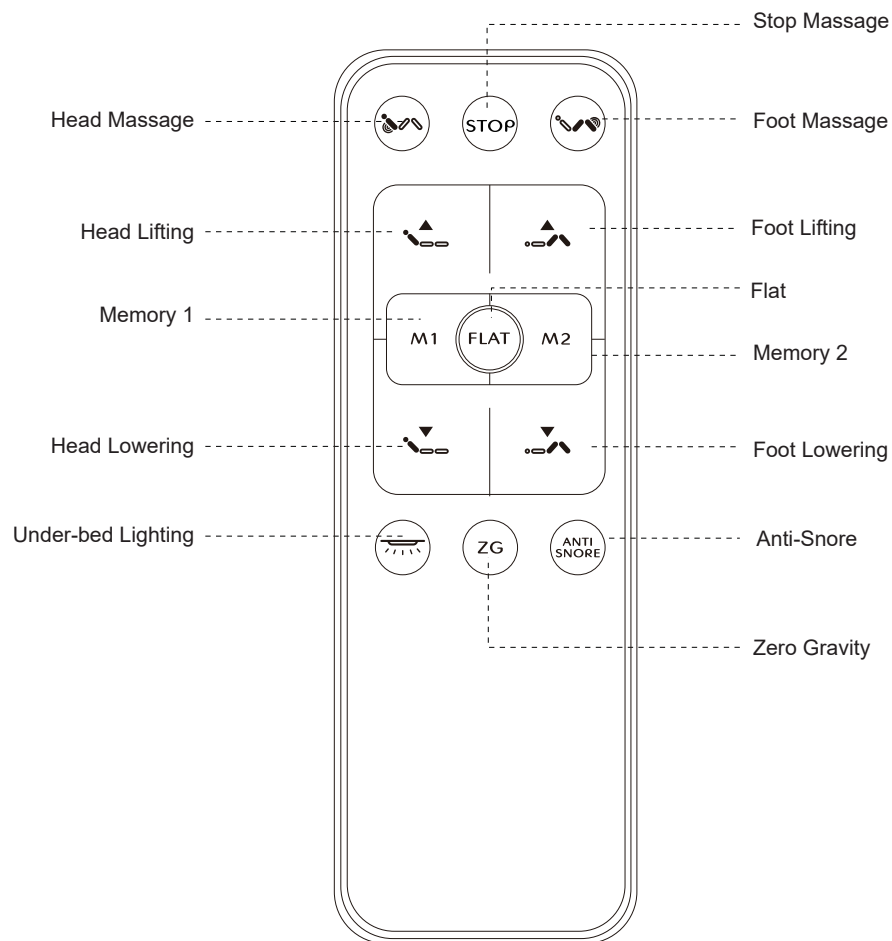 Stop Massage
Head Massage
STOP
Foot Massage
Head Lifting
Foot Lifting
Flat
Memory 1
M1
FLAT
M2
Memory 2
Head Lowering
Foot Lowering
Under-bed Lighting
ZG
ANTI
SNORE
Anti-Snore
Zero Gravity